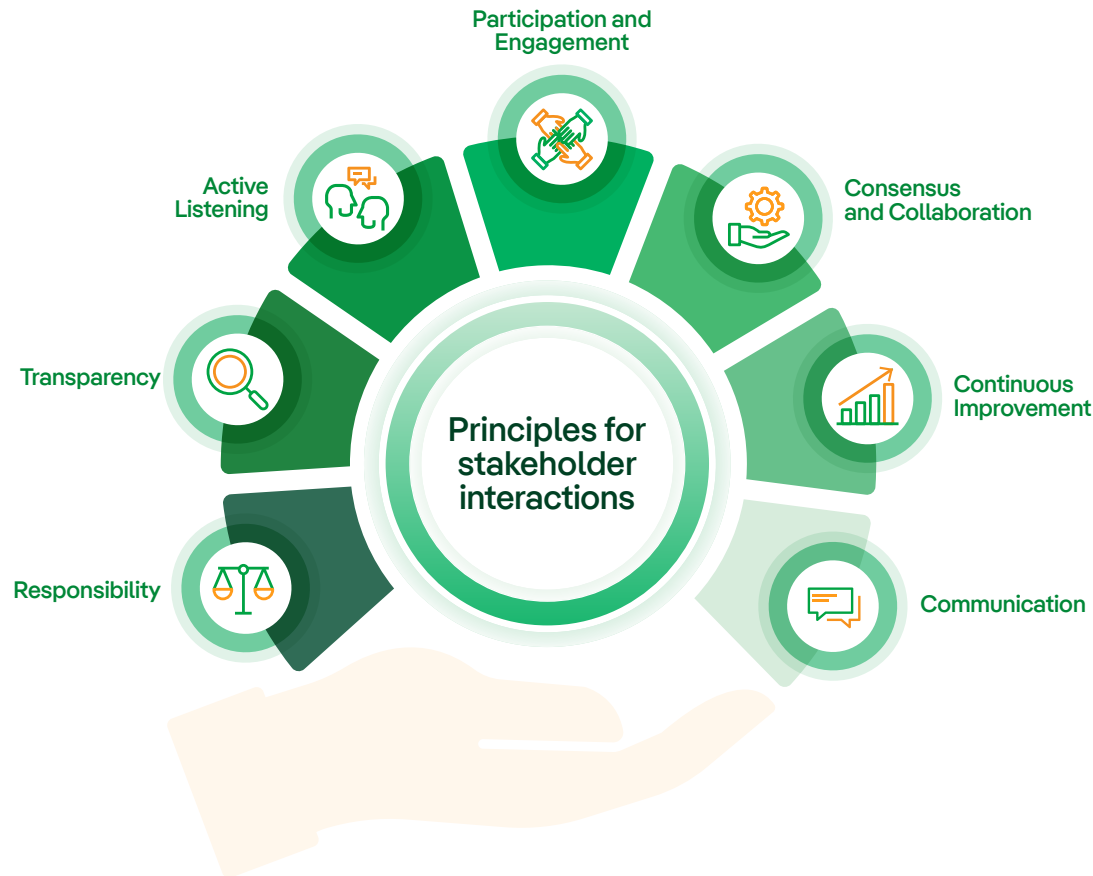 Participation and
Engagement
Active
Listening
Consensus
and Collaboration
Transparency
Continuous
Improvement
Principles for
stakeholder
interactions
Responsibility
Communication